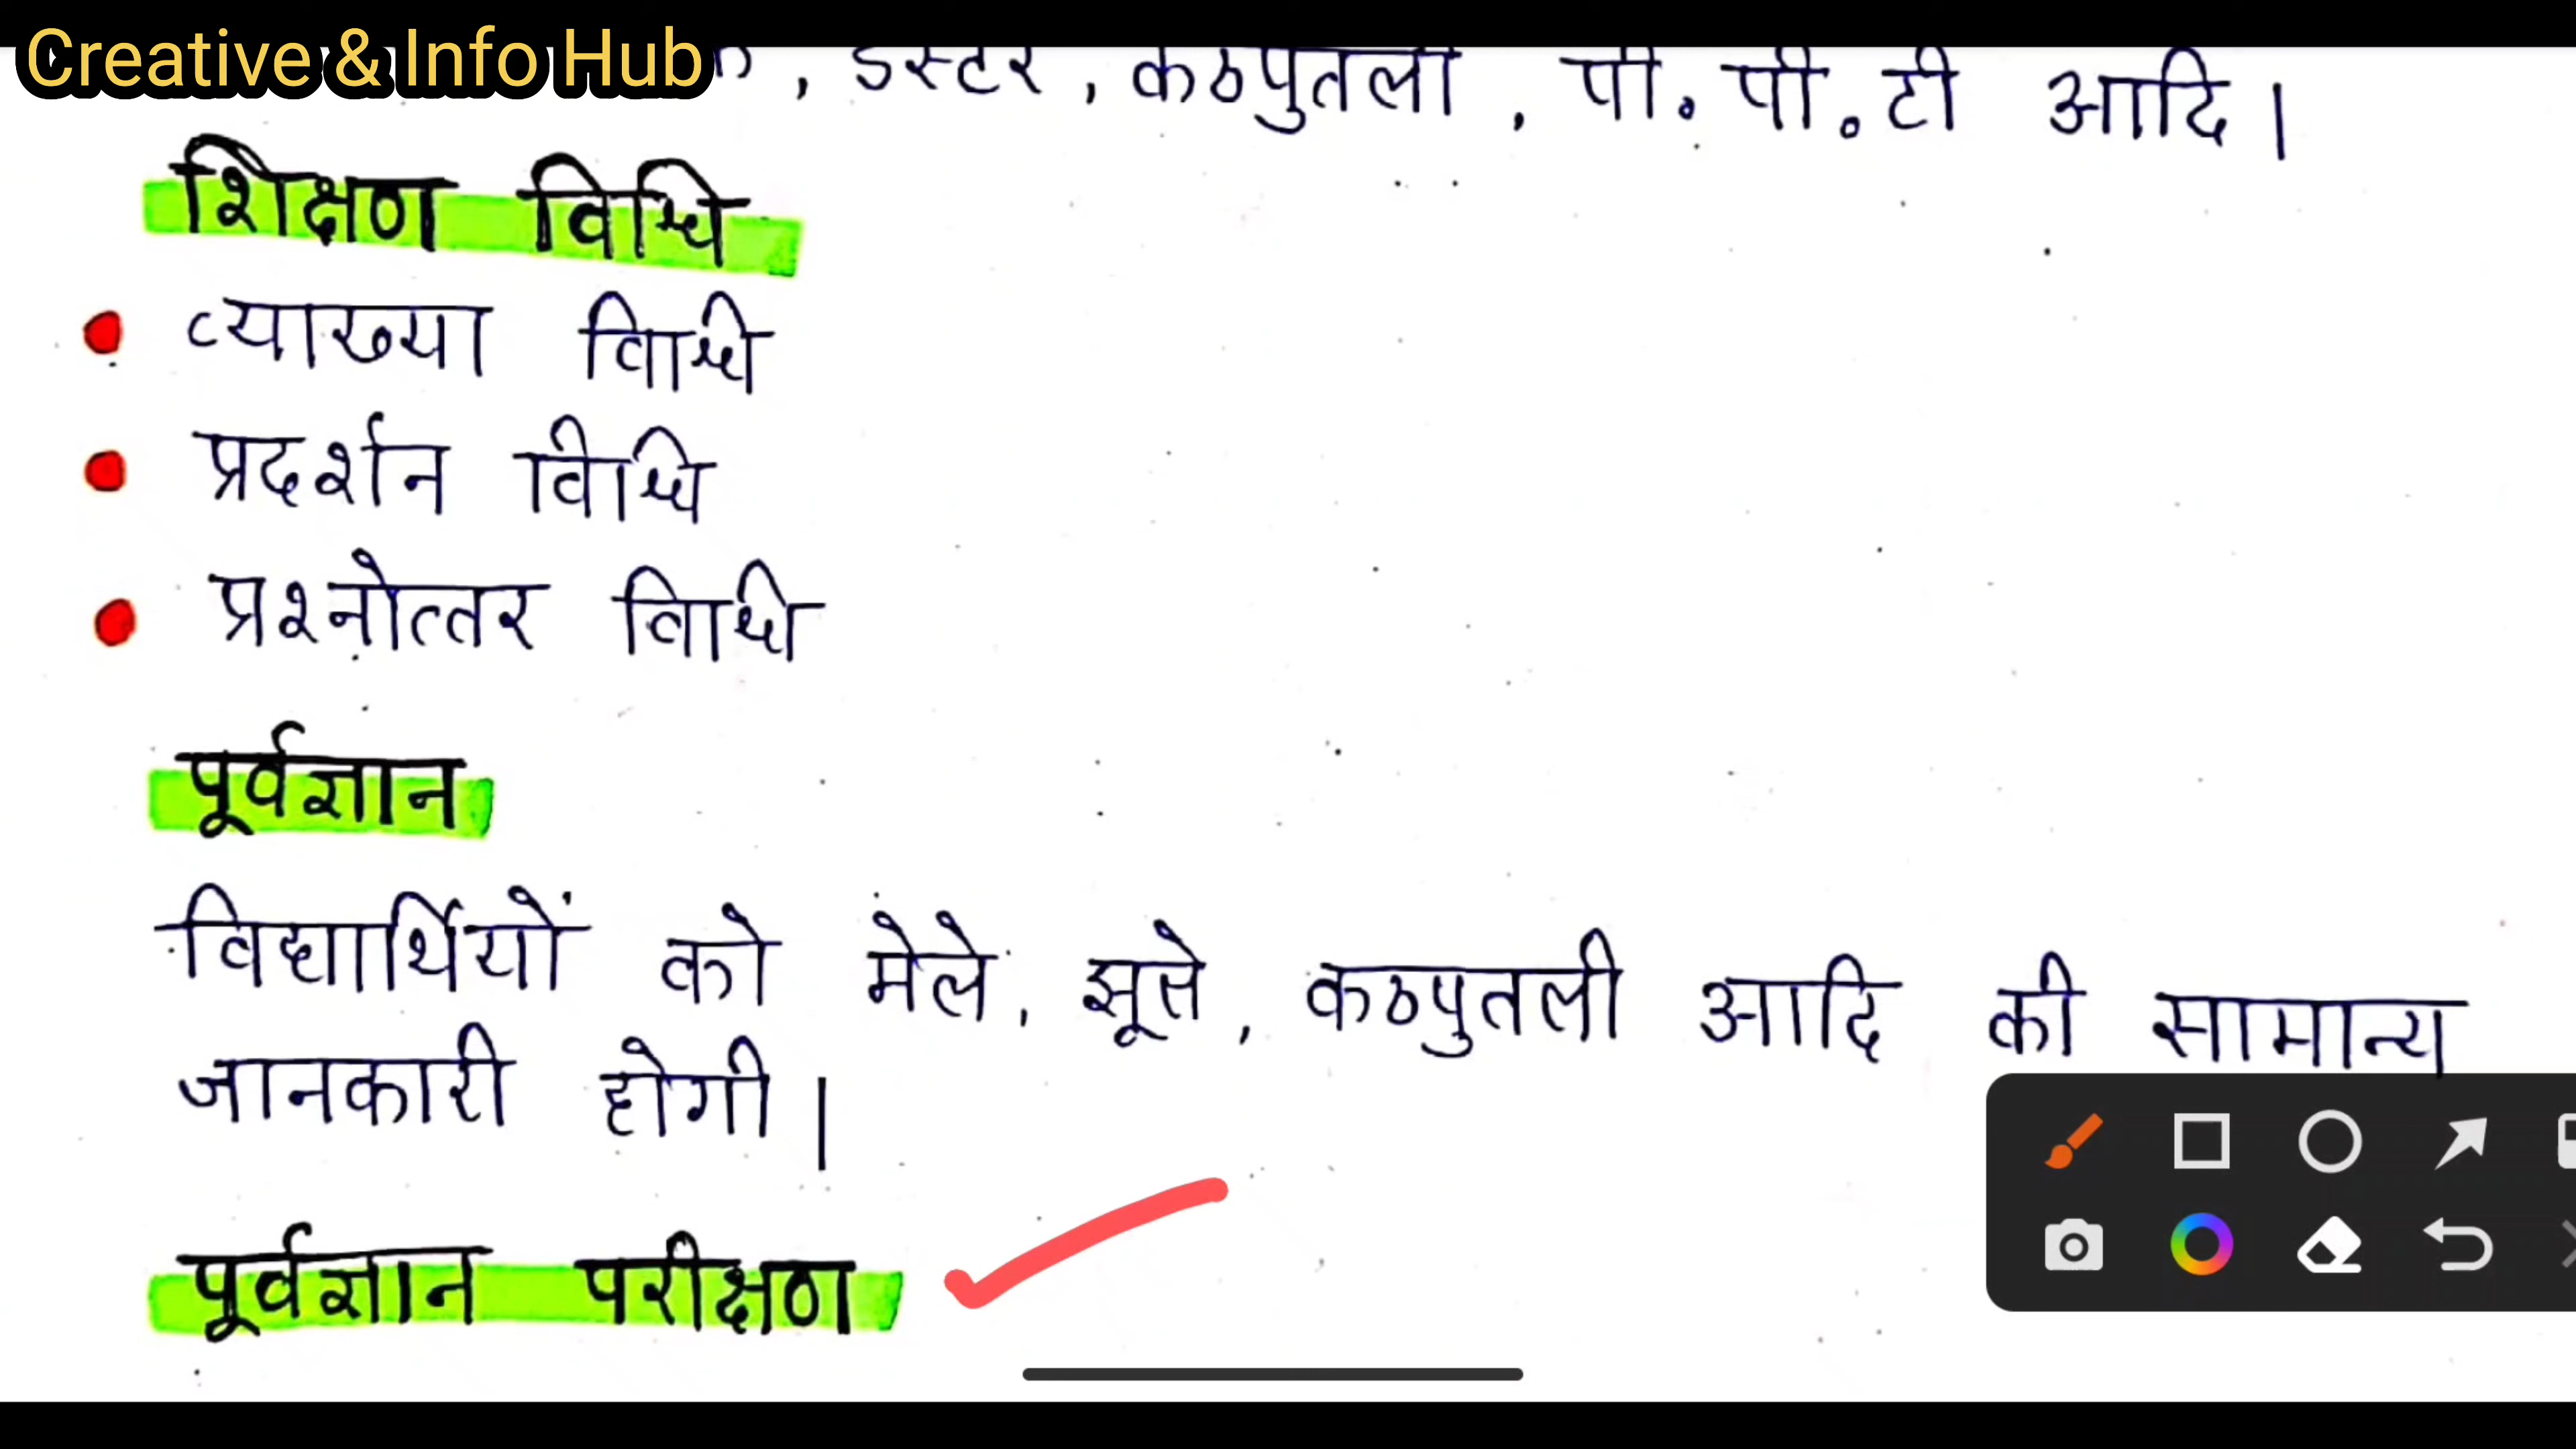 Creative & Info Hub
, डस्टर, कठपुतली, पी.पी.टी आदि।
शिक्षण विधि
व्याख्या विधि
प्रदर्शन विधि
प्रश्नोत्तर विधि
पूर्वज्ञान
विद्यार्थियों को मेले, झूले, कठपुतली आदि की सामान्य
जानकारी होगी।
पूर्वज्ञान परीक्षण